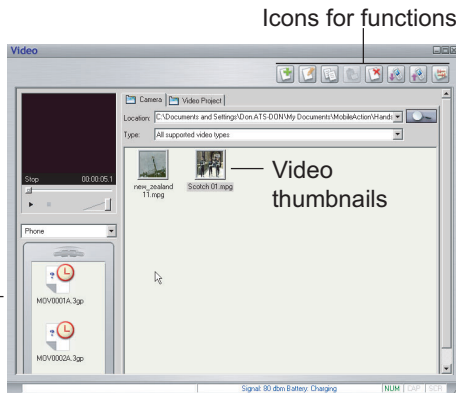 Icons for functions
Video
Camera
Video Project
Location: C:\Documents and Settings\Don.ATS-DON\My Documents\MobileAction\Hands
Type: All supported video types
Stop 00:00:05.1
new_zealand
11.mpg
Scotch 01.mpg
Video
thumbnails
Phone
MOV0001A.3gp
MOV0002A.3gp
Signal: 80 dbm Battery: Charging
NUM CAP SCR